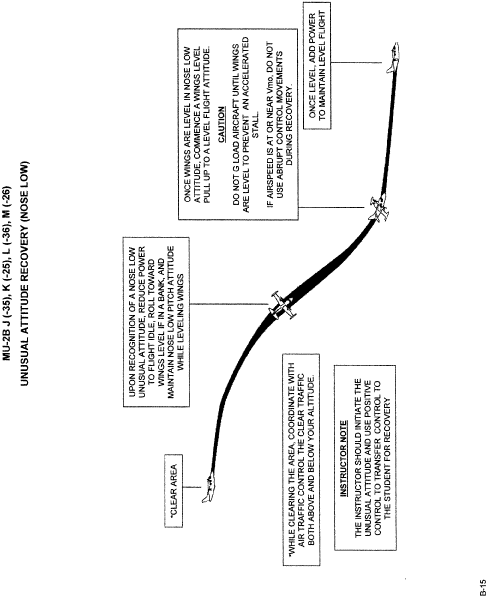 MU-2B J (-35), K (-25), L (-36), M (-26)
UNUSUAL ATTITUDE RECOVERY (NOSE LOW)
*CLEAR AREA
UPON RECOGNITION OF A NOSE LOW
UNUSUAL ATTITUDE, REDUCE POWER
TO FLIGHT IDLE, ROLL TOWARD
WINGS LEVEL IF IN A BANK, AND
MAINTAIN NOSE LOW PITCH ATTITUDE
WHILE LEVELING WINGS
ONCE WINGS ARE LEVEL IN NOSE LOW
ATTITUDE, COMMENCE A WINGS LEVEL
PULL UP TO A LEVEL FLIGHT ATTITUDE.
CAUTION
DO NOT G LOAD AIRCRAFT UNTIL WINGS
ARE LEVEL TO PREVENT AN ACCELERATED
STALL.
IF AIRSPEED IS AT OR NEAR Vmo, DO NOT
USE ABRUPT CONTROL MOVEMENTS
DURING RECOVERY.
ONCE LEVEL, ADD POWER
TO MAINTAIN LEVEL FLIGHT
*WHILE CLEARING THE AREA, COORDINATE WITH
AIR TRAFFIC CONTROL THE CLEAR TRAFFIC
BOTH ABOVE AND BELOW YOUR ALTITUDE.
INSTRUCTOR NOTE
THE INSTRUCTOR SHOULD INITIATE THE
UNUSUAL ATTITUDE AND USE POSITIVE
CONTROL TO TRANSFER CONTROL TO
THE STUDENT FOR RECOVERY
B-15